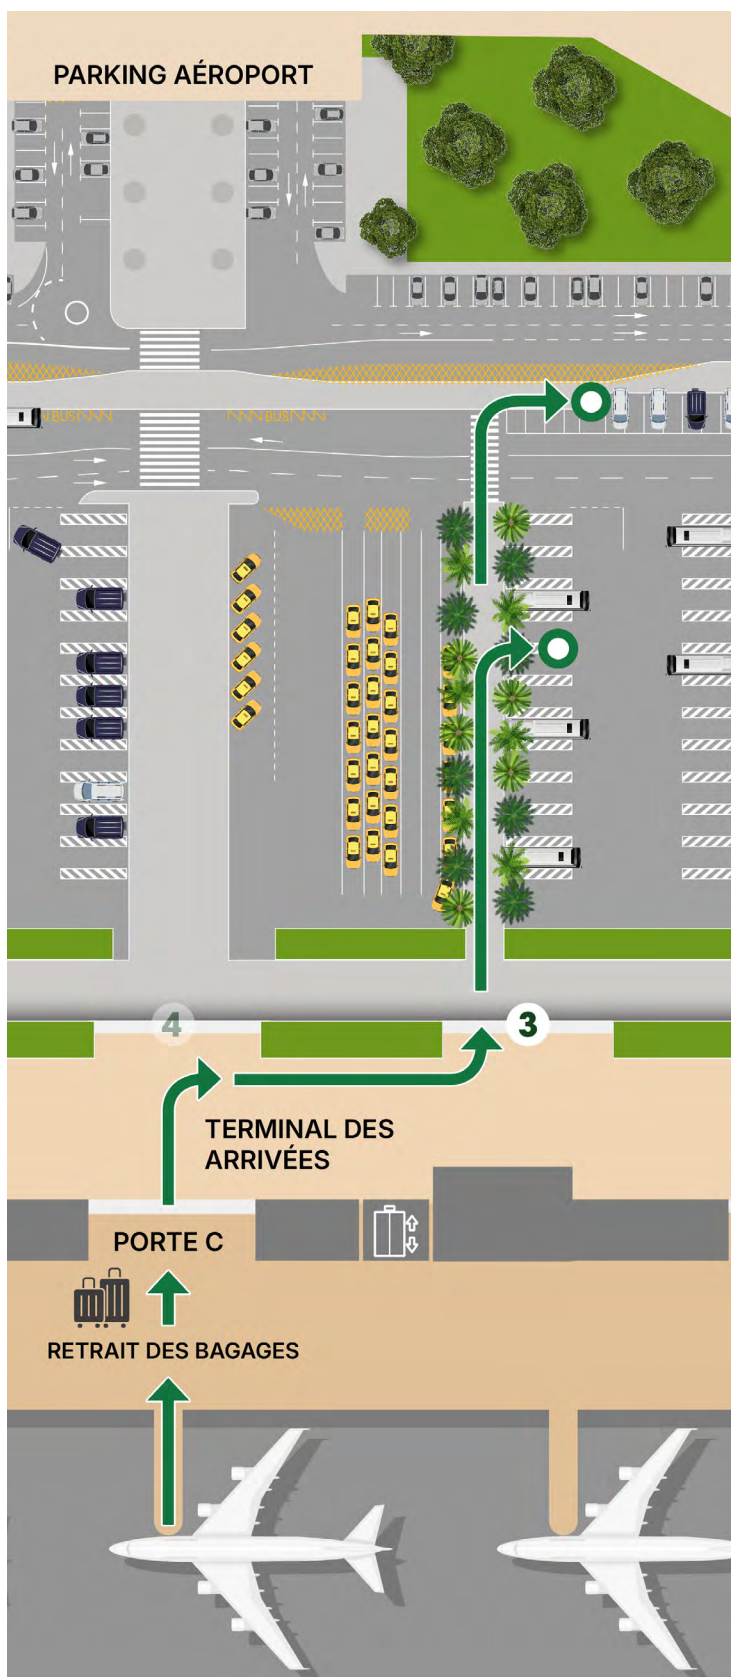 PARKING AÉROPORT
BUS
BUS
4
3
TERMINAL DES
ARRIVÉES
PORTE C
RETRAIT DES BAGAGES